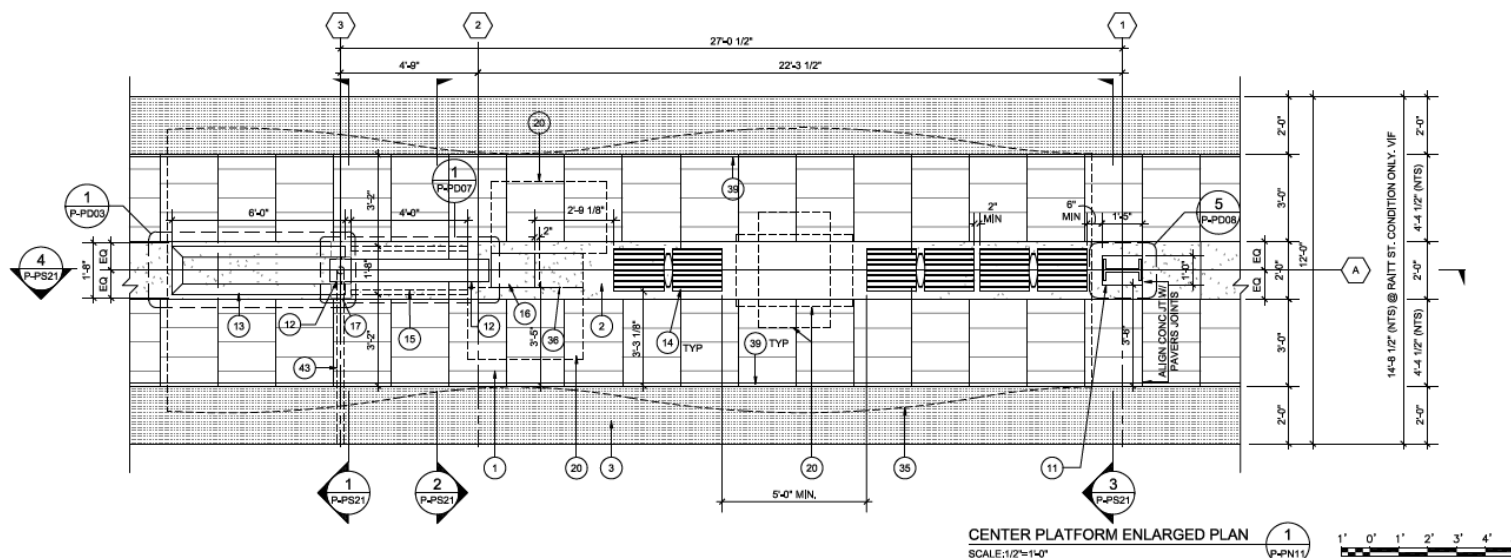 3
2
1
27'-0 1/2"
4'-9"
22'-3 1/2"
20
1
P-PD07
39
1
P-PD03
6'-0"
3'-2"
4'-0"
2'-9 1/8"
2"
2"
MIN
6"
MIN
1'-5"
5
P-PD08
4
P-PS21
1'-8"
EQ
EQ
1'-8"
1'-0"
EQ
EQ
A
13
12
17
15
12
16
36
2
14
TYP
3'-2"
3'-5"
3'-3 1/8"
39
TYP
3'-6"
ALIGN CONC JT W/
PAVERS JOINTS
43
1
20
3
20
35
11
1
P-PS21
2
P-PS21
5'-0" MIN.
3
P-PS21
2'-0"
3'-0"
2'-0"
3'-0"
2'-0"
12'-0"
14'-8 1/2" (NTS) @ RAITT ST. CONDITION ONLY. VIF
2'-0"
4'-4 1/2" (NTS)
2'-0"
4'-4 1/2" (NTS)
2'-0"
CENTER PLATFORM ENLARGED PLAN
SCALE:1/2"=1'-0"
1
P-PN11
1' 0' 1' 2' 3' 4'